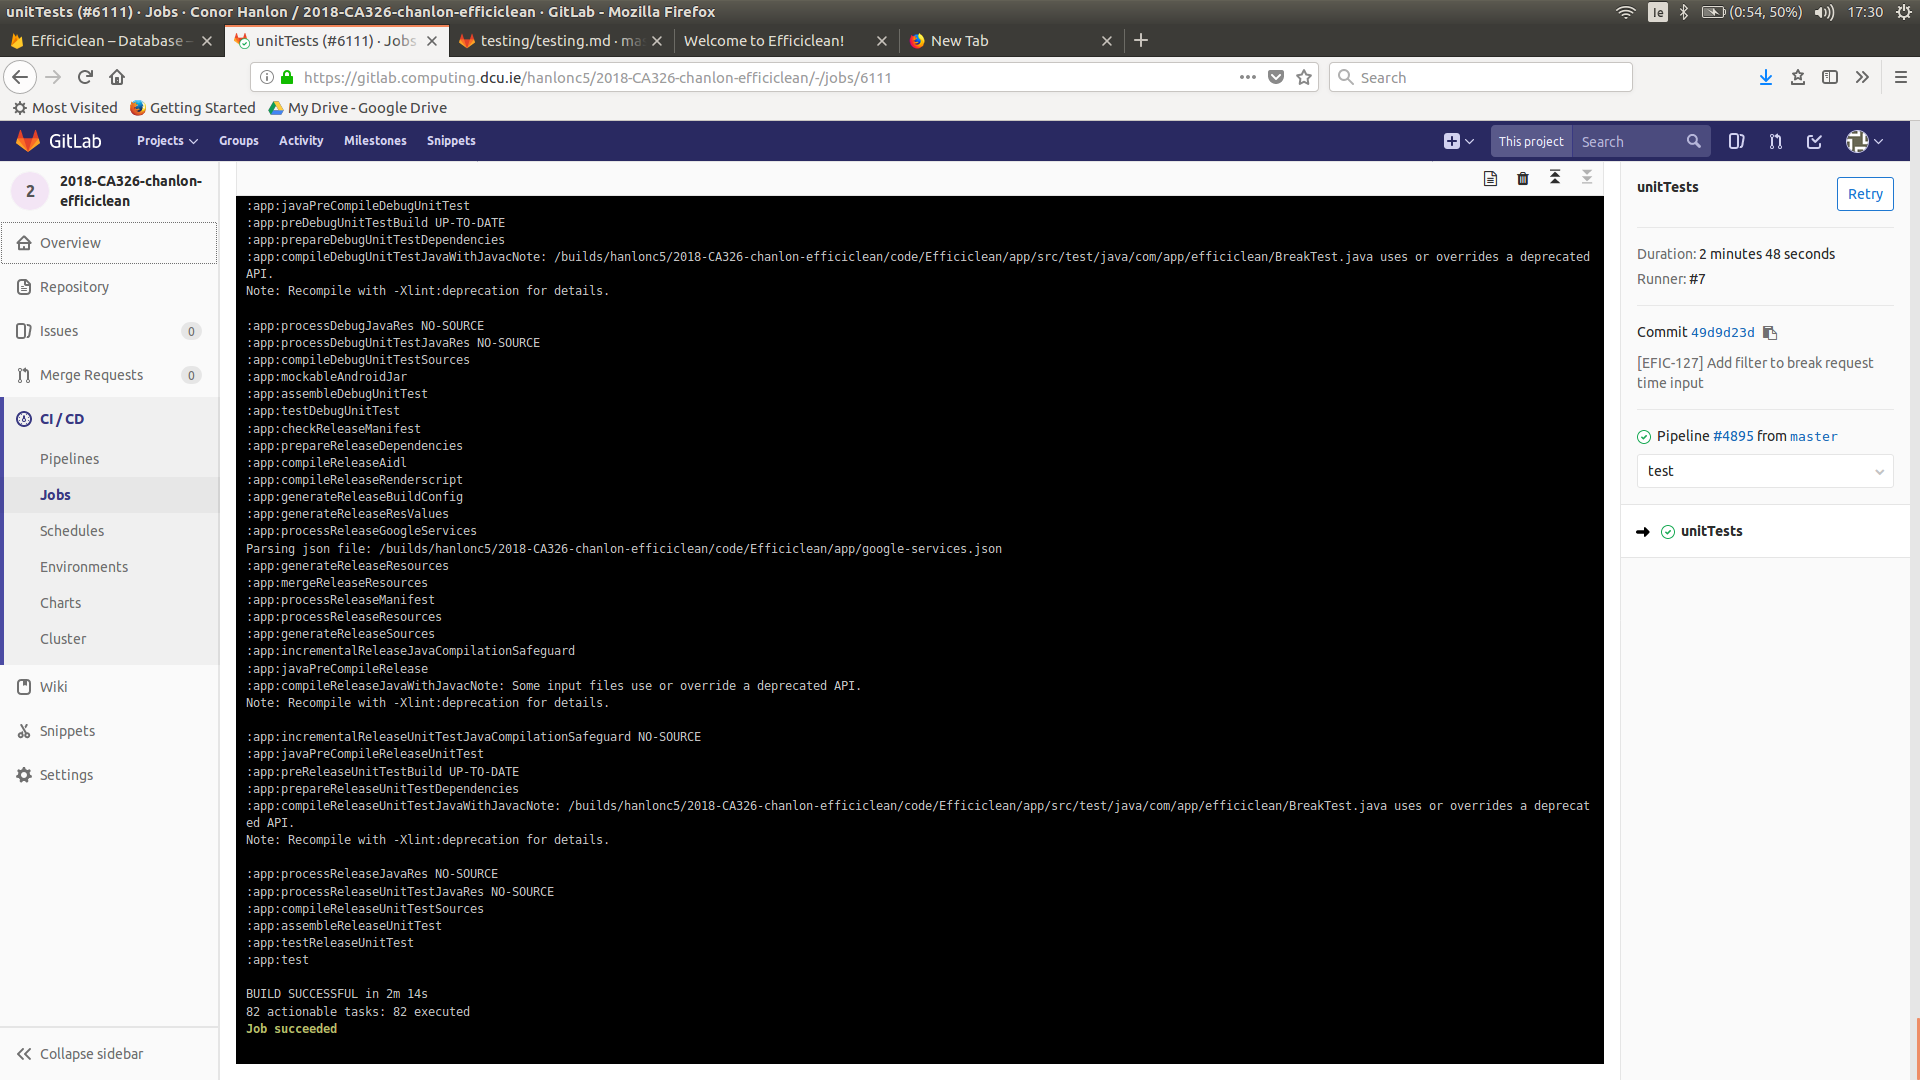 unitTests (#6111) · Jobs · Conor Hanlon / 2018-CA326-chanlon-efficiclean · GitLab - Mozilla Firefox
Ie
(0:54, 50%)
17:30
EfficiClean – Database –
unitTests (#6111) · Jobs
testing/testing.md · ma
Welcome to Efficiclean!
New Tab
https://gitlab.computing.dcu.ie/hanlonc5/2018-CA326-chanlon-efficiclean/-/jobs/6111
Search
Most Visited
Getting Started
My Drive - Google Drive
GitLab
Projects
Groups
Activity
Milestones
Snippets
This project
Search
2
2018-CA326-chanlon-
efficiclean
Overview
Repository
Issues 0
Merge Requests 0
CI / CD
Pipelines
Jobs
Schedules
Environments
Charts
Cluster
Wiki
Snippets
Settings
Collapse sidebar
:app:javaPreCompileDebugUnitTest
:app:preDebugUnitTestBuild UP-TO-DATE
:app:prepareDebugUnitTestDependencies
:app:compileDebugUnitTestJavaWithJavacNote: /builds/hanlonc5/2018-CA326-chanlon-efficiclean/code/Efficiclean/app/src/test/java/com/app/efficiclean/BreakTest.java uses or overrides a deprecated
API.
Note: Recompile with -Xlint:deprecation for details.
:app:processDebugJavaRes NO-SOURCE
:app:processDebugUnitTestJavaRes NO-SOURCE
:app:compileDebugUnitTestSources
:app:mockableAndroidJar
:app:assembleDebugUnitTest
:app:testDebugUnitTest
:app:checkReleaseManifest
:app:prepareReleaseDependencies
:app:compileReleaseAidl
:app:compileReleaseRenderscript
:app:generateReleaseBuildConfig
:app:generateReleaseResValues
:app:processReleaseGoogleServices
Parsing json file: /builds/hanlonc5/2018-CA326-chanlon-efficiclean/code/Efficiclean/app/google-services.json
:app:generateReleaseResources
:app:mergeReleaseResources
:app:processReleaseManifest
:app:processReleaseResources
:app:generateReleaseSources
:app:incrementalReleaseJavaCompilationSafeguard
:app:javaPreCompileRelease
:app:compileReleaseJavaWithJavacNote: Some input files use or override a deprecated API.
Note: Recompile with -Xlint:deprecation for details.
:app:incrementalReleaseUnitTestJavaCompilationSafeguard NO-SOURCE
:app:javaPreCompileReleaseUnitTest
:app:preReleaseUnitTestBuild UP-TO-DATE
:app:prepareReleaseUnitTestDependencies
:app:compileReleaseUnitTestJavaWithJavacNote: /builds/hanlonc5/2018-CA326-chanlon-efficiclean/code/Efficiclean/app/src/test/java/com/app/efficiclean/BreakTest.java uses or overrides a deprecat
ed API.
Note: Recompile with -Xlint:deprecation for details.
:app:processReleaseJavaRes NO-SOURCE
:app:processReleaseUnitTestJavaRes NO-SOURCE
:app:compileReleaseUnitTestSources
:app:assembleReleaseUnitTest
:app:testReleaseUnitTest
:app:test
BUILD SUCCESSFUL in 2m 14s
82 actionable tasks: 82 executed
Job succeeded
unitTests
Retry
Duration: 2 minutes 48 seconds
Runner: #7
Commit 49d9d23d
[EFIC-127] Add filter to break request
time input
Pipeline #4895 from master
test
unitTests